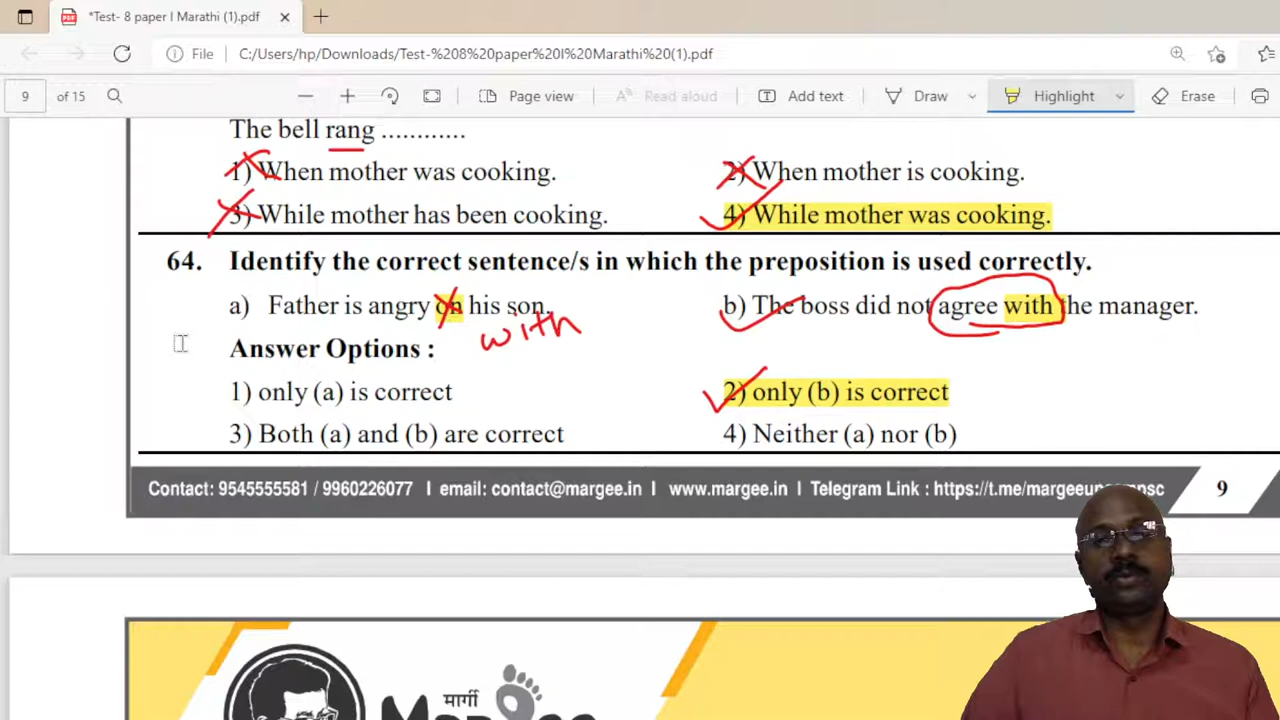 *Test- 8 paper I Marathi (1).pdf
File C:/Users/hp/Downloads/Test-%208%20paper%20I%20Marathi%20(1).pdf
9 of 15 Page view Read aloud Add text Draw Highlight Erase
The bell rang ............
1) When mother was cooking. 2) When mother is cooking.
3) While mother has been cooking. 4) While mother was cooking.
64. Identify the correct sentence/s in which the preposition is used correctly.
a) Father is angry on his son. b) The boss did not agree with the manager.
with
Answer Options :
1) only (a) is correct 2) only (b) is correct
3) Both (a) and (b) are correct 4) Neither (a) nor (b)
Contact: 9545555581 / 9960226077 I email: contact@margee.in I www.margee.in I Telegram Link : https://t.me/margeeup 9
मार्गी